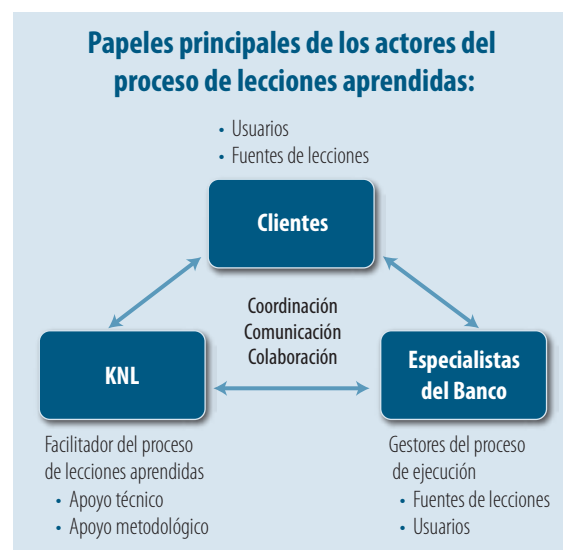 Papeles principales de los actores del
proceso de lecciones aprendidas:
• Usuarios
• Fuentes de lecciones
Clientes
Coordinación
Comunicación
Colaboración
KNL
Especialistas
del Banco
Facilitador del proceso
de lecciones aprendidas
• Apoyo técnico
• Apoyo metodológico
Gestores del proceso
de ejecución
• Fuentes de lecciones
• Usuarios